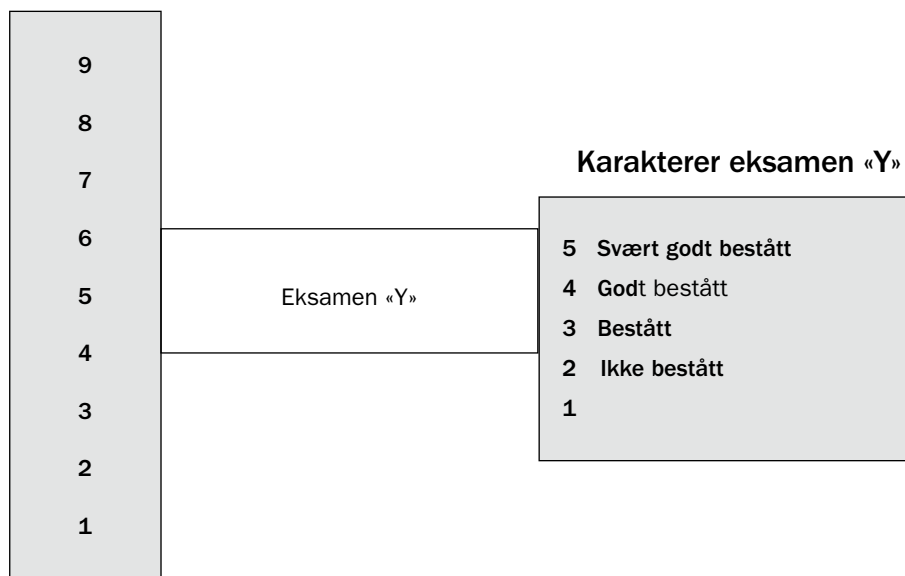 9
8
7
6
5
4
3
2
1
Eksamen «Y»
Karakterer eksamen «Y»
5 Svært godt bestått
4 Godt bestått
3 Bestått
2 Ikke bestått
1